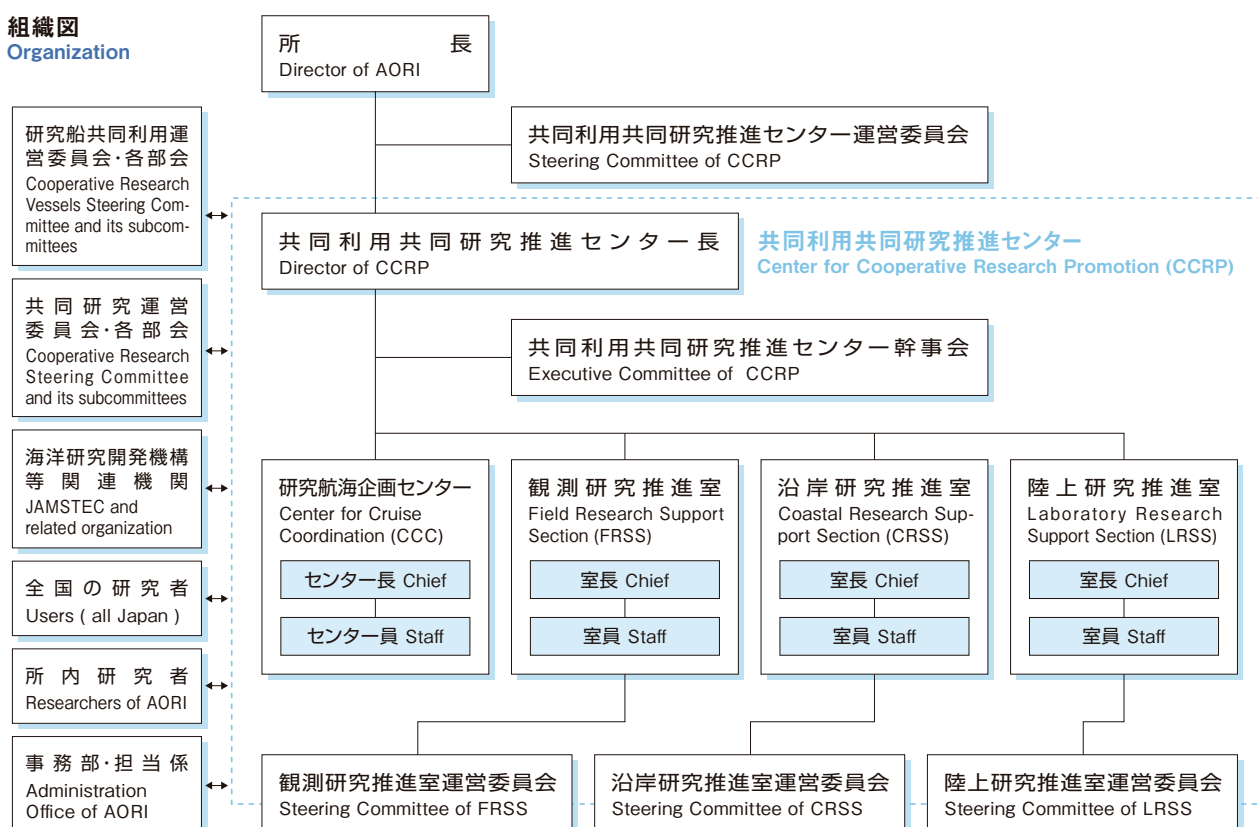 組織図
Organization
所長
Director of AORI
研究船共同利用運
営委員会・各部会
Cooperative Research
Vessels Steering Com-
mittee and its subcom-
mittees
共同研究運営
委員会・各部会
Cooperative Research
Steering Committee
and its subcommittees
海洋研究開発機構
等関連機関
JAMSTEC and
related organization
全国の研究者
Users ( all Japan )
所内研究者
Researchers of AORI
事務部・担当係
Administration
Office of AORI
共同利用共同研究推進センター運営委員会
Steering Committee of CCRP
共同利用共同研究推進センター長
Director of CCRP
共同利用共同研究推進センター
Center for Cooperative Research Promotion (CCRP)
共同利用共同研究推進センター幹事会
Executive Committee of CCRP
研究航海企画センター
Center for Cruise
Coordination (CCC)
センター長 Chief
センター員 Staff
観測研究推進室
Field Research Support
Section (FRSS)
室長 Chief
室員 Staff
沿岸研究推進室
Coastal Research Sup-
port Section (CRSS)
室長 Chief
室員 Staff
陸上研究推進室
Laboratory Research
Support Section (LRSS)
室長 Chief
室員 Staff
観測研究推進室運営委員会
Steering Committee of FRSS
沿岸研究推進室運営委員会
Steering Committee of CRSS
陸上研究推進室運営委員会
Steering Committee of LRSS